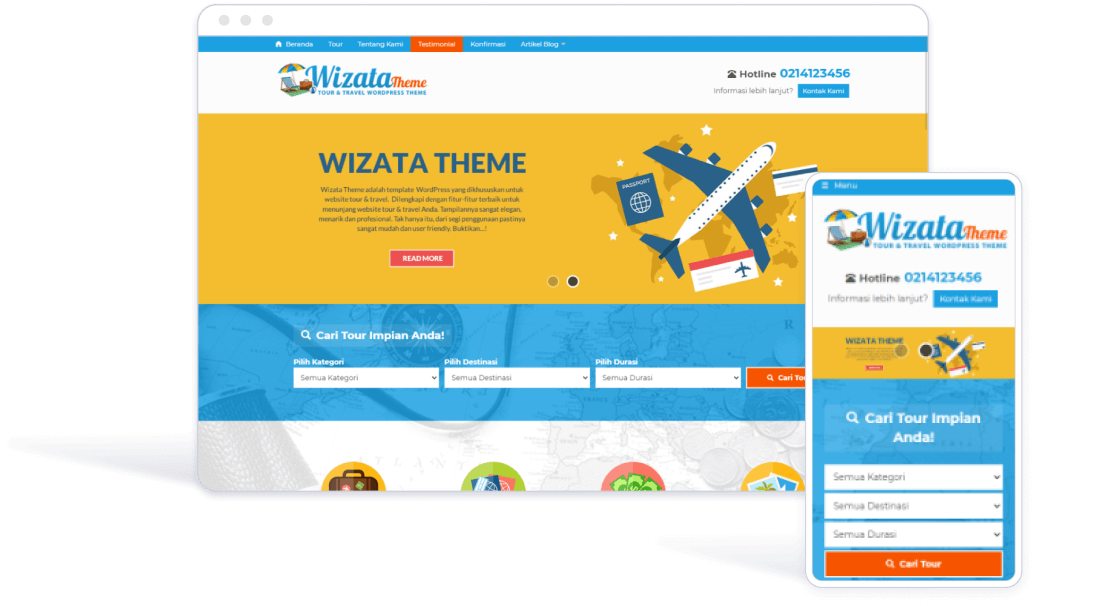 Beranda Tour Tentang Kami Testimonial Konfirmasi Artikel Blog
Wizata Theme
TOUR & TRAVEL WORDPRESS THEME
Hotline 0214123456
Informasi lebih lanjut? Kontak Kami
WIZATA THEME
Wizata Theme adalah template WordPress yang dikhususkan untuk
website tour & travel. Dilengkapi dengan fitur-fitur terbaik untuk
menunjang website tour & travel Anda. Tampilannya sangat elegan,
menarik dan profesional. Tak hanya itu, dari segi penggunaan pastinya
sangat mudah dan user friendly. Buktikan...!
READ MORE
PASSPORT
Cari Tour Impian Anda!
Pilih Kategori Pilih Destinasi Pilih Durasi
Semua Kategori Semua Destinasi Semua Durasi Cari Tou
Menu
Wizata Theme
TOUR & TRAVEL WORDPRESS THEME
Hotline 0214123456
Informasi lebih lanjut? Kontak Kami
WIZATA THEME
Cari Tour Impian
Anda!
Semua Kategori
Semua Destinasi
Semua Durasi
Cari Tour